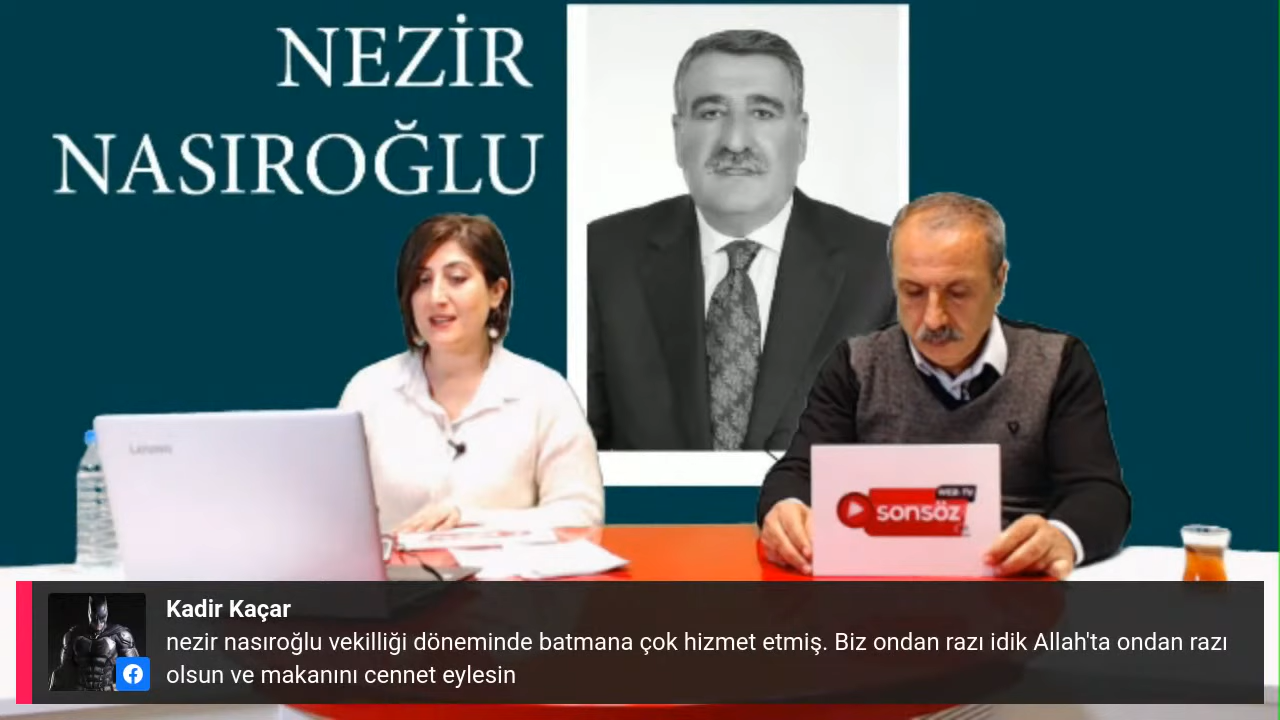 NEZİR
NASIROĞLU
Lenovo
WEB-TV
sonsöz
Kadir Kaçar
nezir nasıroğlu vekilliği döneminde batmana çok hizmet etmiş. Biz ondan razı idik Allah'ta ondan razı
olsun ve makanını cennet eylesin